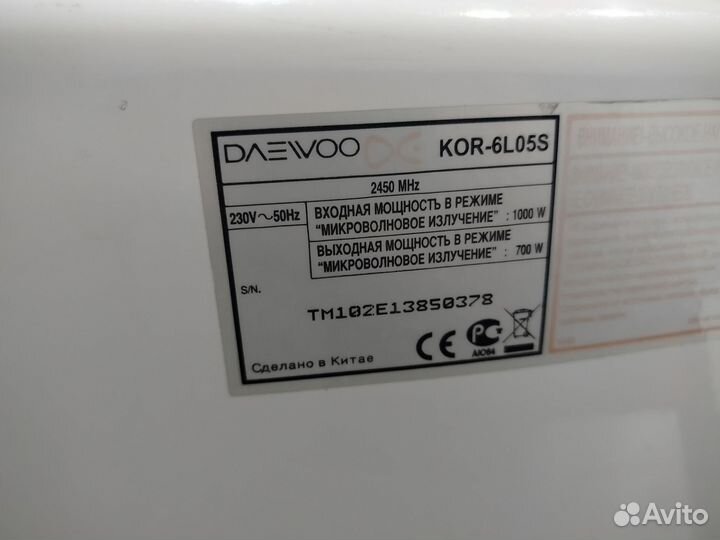 DAEWOO
KOR-6L05S
2450 MHz
230V~50Hz
ВХОДНАЯ МОЩНОСТЬ В РЕЖИМЕ
“МИКРОВОЛНОВОЕ ИЗЛУЧЕНИЕ” : 1000 W
ВЫХОДНАЯ МОЩНОСТЬ В РЕЖИМЕ
“МИКРОВОЛНОВОЕ ИЗЛУЧЕНИЕ” : 700 W
S/N.
TM102E13850378
CE
АЮ64
Сделано в Китае
Avito